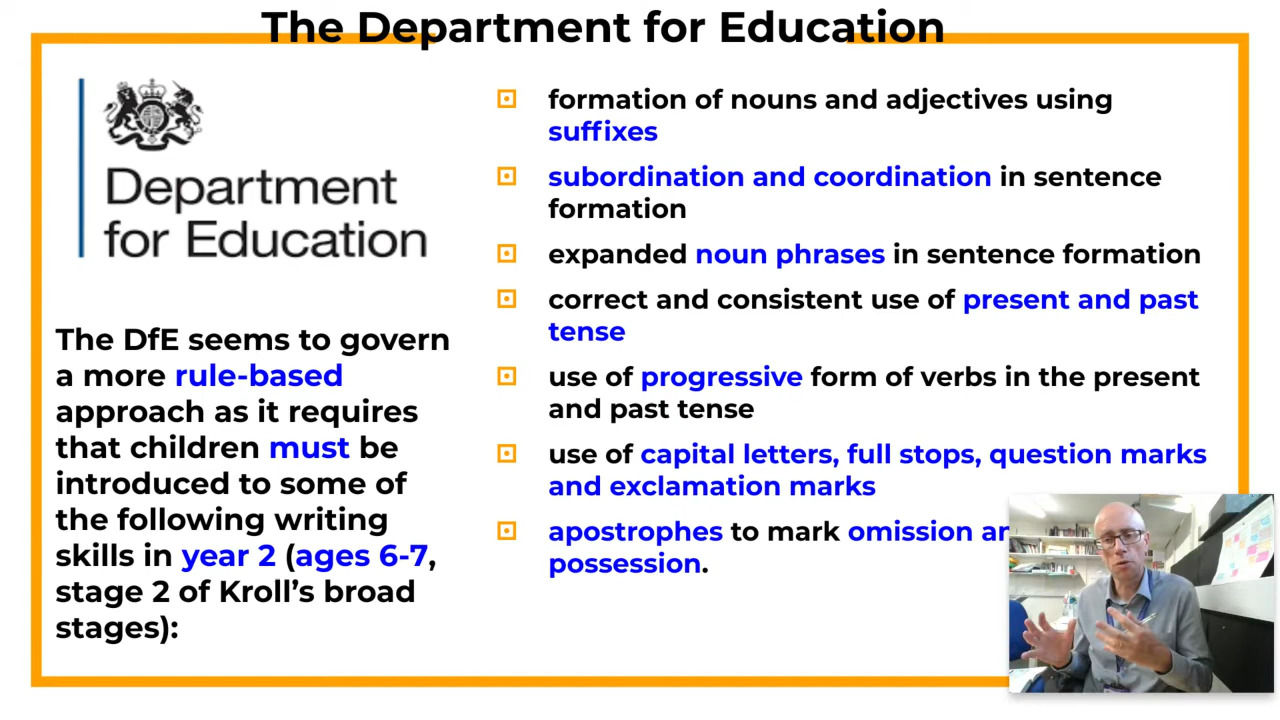 The Department for Education
Department
for Education
The DfE seems to govern
a more rule-based
approach as it requires
that children must be
introduced to some of
the following writing
skills in year 2 (ages 6-7,
stage 2 of Kroll's broad
stages):
formation of nouns and adjectives using
suffixes
subordination and coordination in sentence
formation
expanded noun phrases in sentence formation
correct and consistent use of present and past
tense
use of progressive form of verbs in the present
and past tense
use of capital letters, full stops, question marks
and exclamation marks
apostrophes to mark omission
possession.